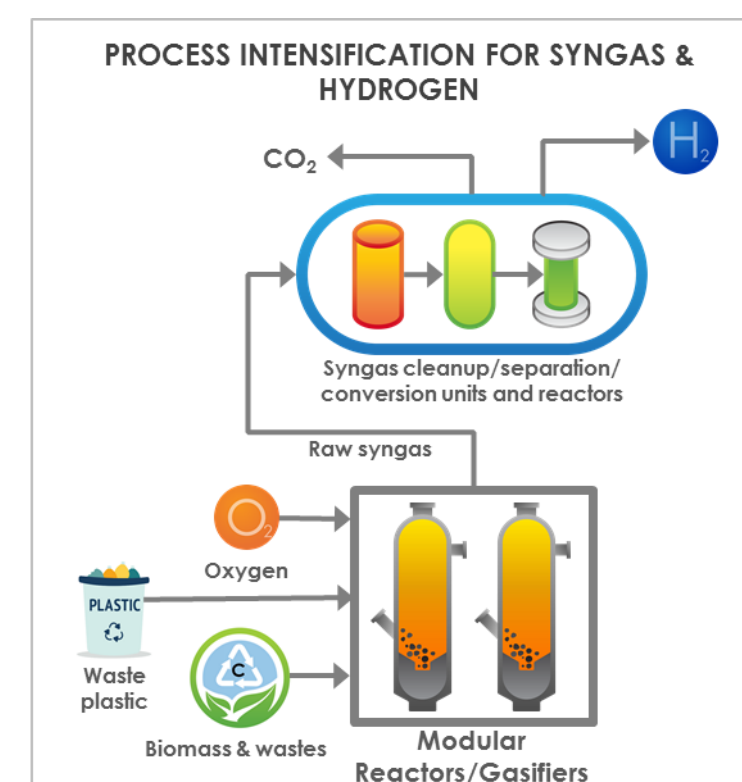 PROCESS INTENSIFICATION FOR SYNGAS &
HYDROGEN
CO₂
H₂
Syngas cleanup/separation/
conversion units and reactors
Raw syngas
O₂
Oxygen
PLASTIC
Waste
plastic
C
Biomass & wastes
Modular
Reactors/Gasifiers